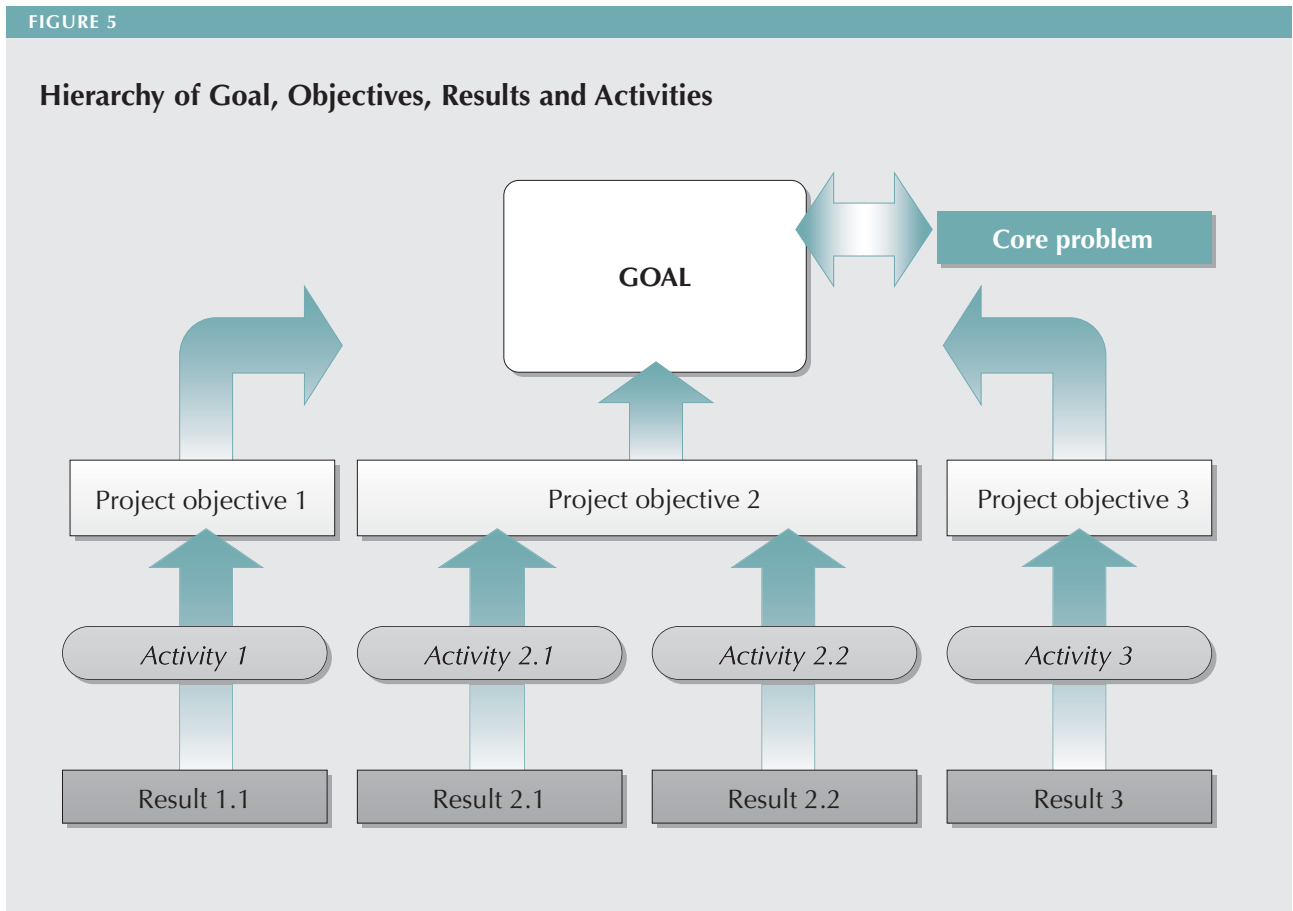 FIGURE 5
Hierarchy of Goal, Objectives, Results and Activities
GOAL
Core problem
Project objective 1
Project objective 2
Project objective 3
Activity 1
Activity 2.1
Activity 2.2
Activity 3
Result 1.1
Result 2.1
Result 2.2
Result 3